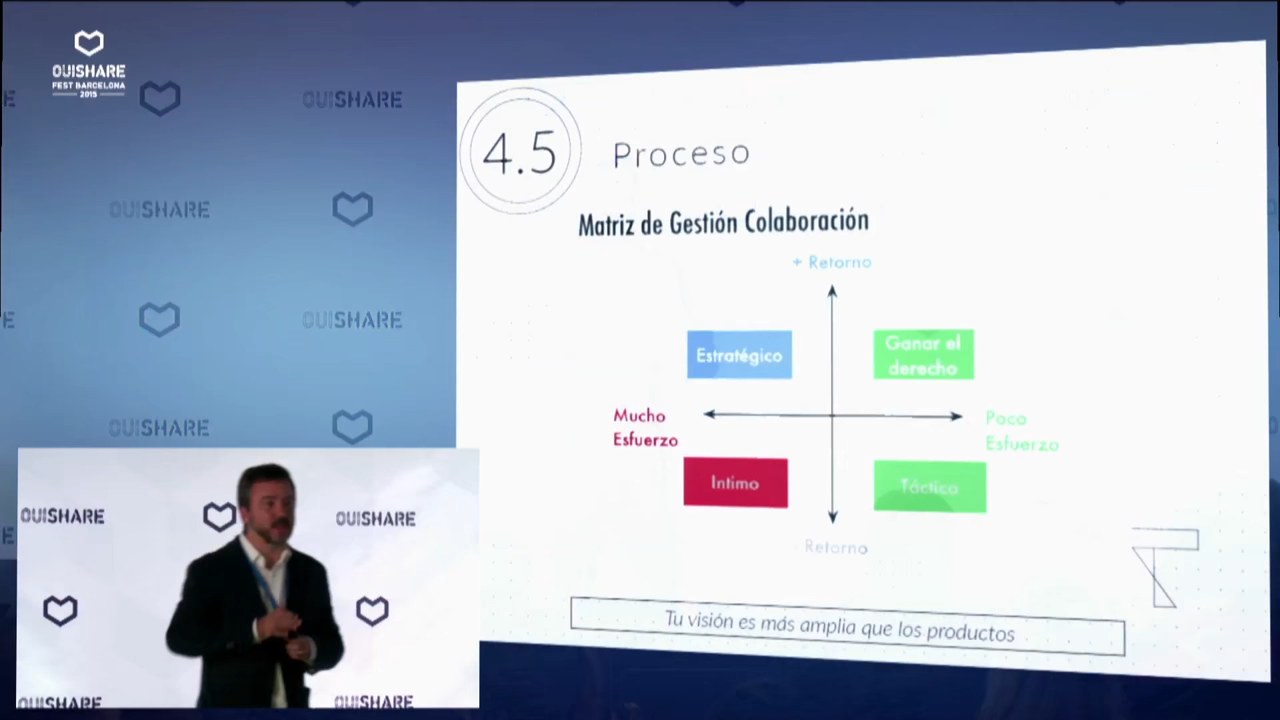 OUISHARE
FEST BARCELONA
2015
OUISHARE
OUISHARE
OUISHARE
OUISHARE
4.5
Proceso
Matriz de Gestión Colaboración
+ Retorno
Estratégico
Ganar el
derecho
Mucho
Esfuerzo
Poco
Esfuerzo
Intimo
Táctico
- Retorno
Tu visión es más amplia que los productos
OUISHARE
OUISHARE
OUISHARE
OUISHARE